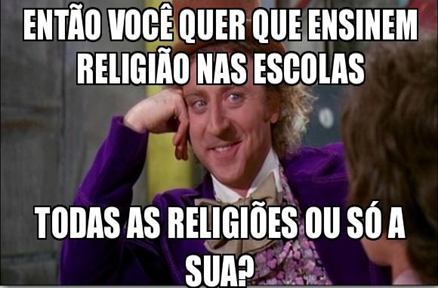 ENTÃO VOCÊ QUER QUE ENSINEM
RELIGIÃO NAS ESCOLAS
TODAS AS RELIGIÕES OU SÓ A
SUA?